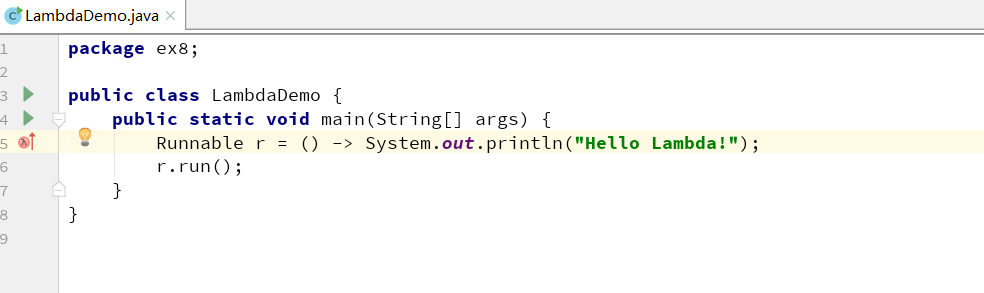 LambdaDemo.java
1 package ex8;
2
3 public class LambdaDemo {
4     public static void main(String[] args) {
5         Runnable r = () -> System.out.println("Hello Lambda!");
6         r.run();
7     }
8 }
9